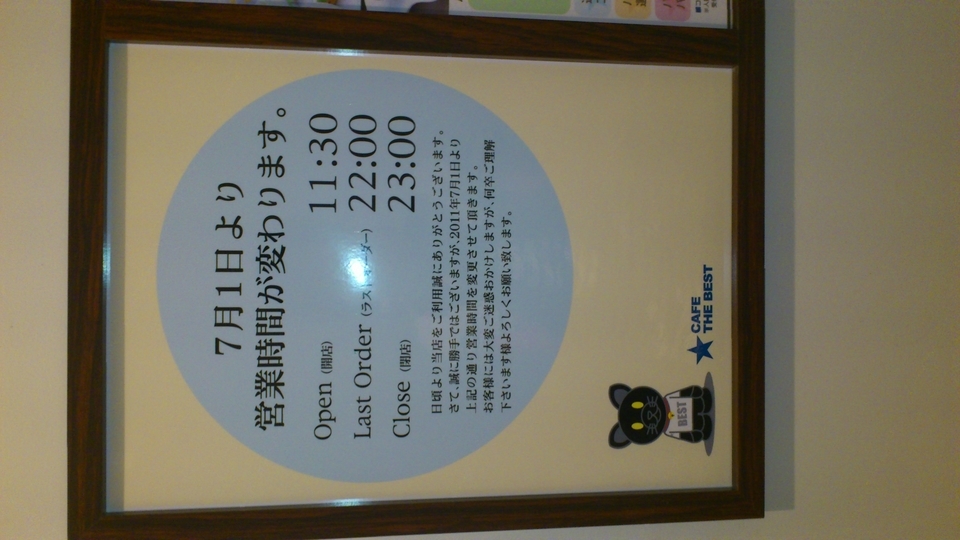 7月1日より
営業時間が変わります。
Open（開店） 11:30
Last Order（ラストオーダー） 22:00
Close（閉店） 23:00
日頃より当店をご利用誠にありがとうございます。
さて、誠に勝手ではございますが、2011年7月1日より
上記の通り営業時間を変更させて頂きます。
お客様には大変ご迷惑おかけしますが、何卒ご理解
下さいます様よろしくお願い致します。
BEST
CAFE
THE BEST